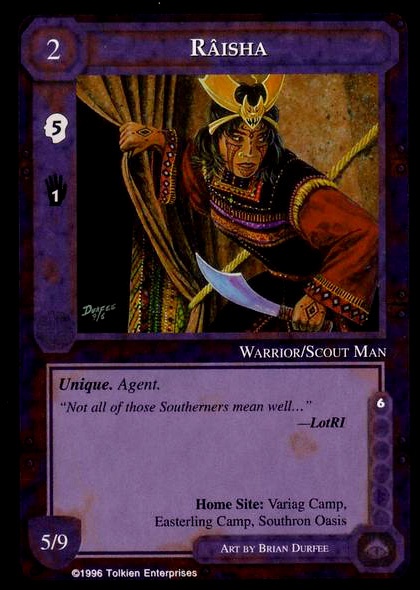 2
RÂISHA
5
1
DURFEE
WARRIOR/SCOUT MAN
Unique. Agent.
“Not all of those Southerners mean well…”
—LotRI
6
Home Site: Variag Camp,
Easterling Camp, Southron Oasis
5/9
ART BY BRIAN DURFEE
©1996 Tolkien Enterprises